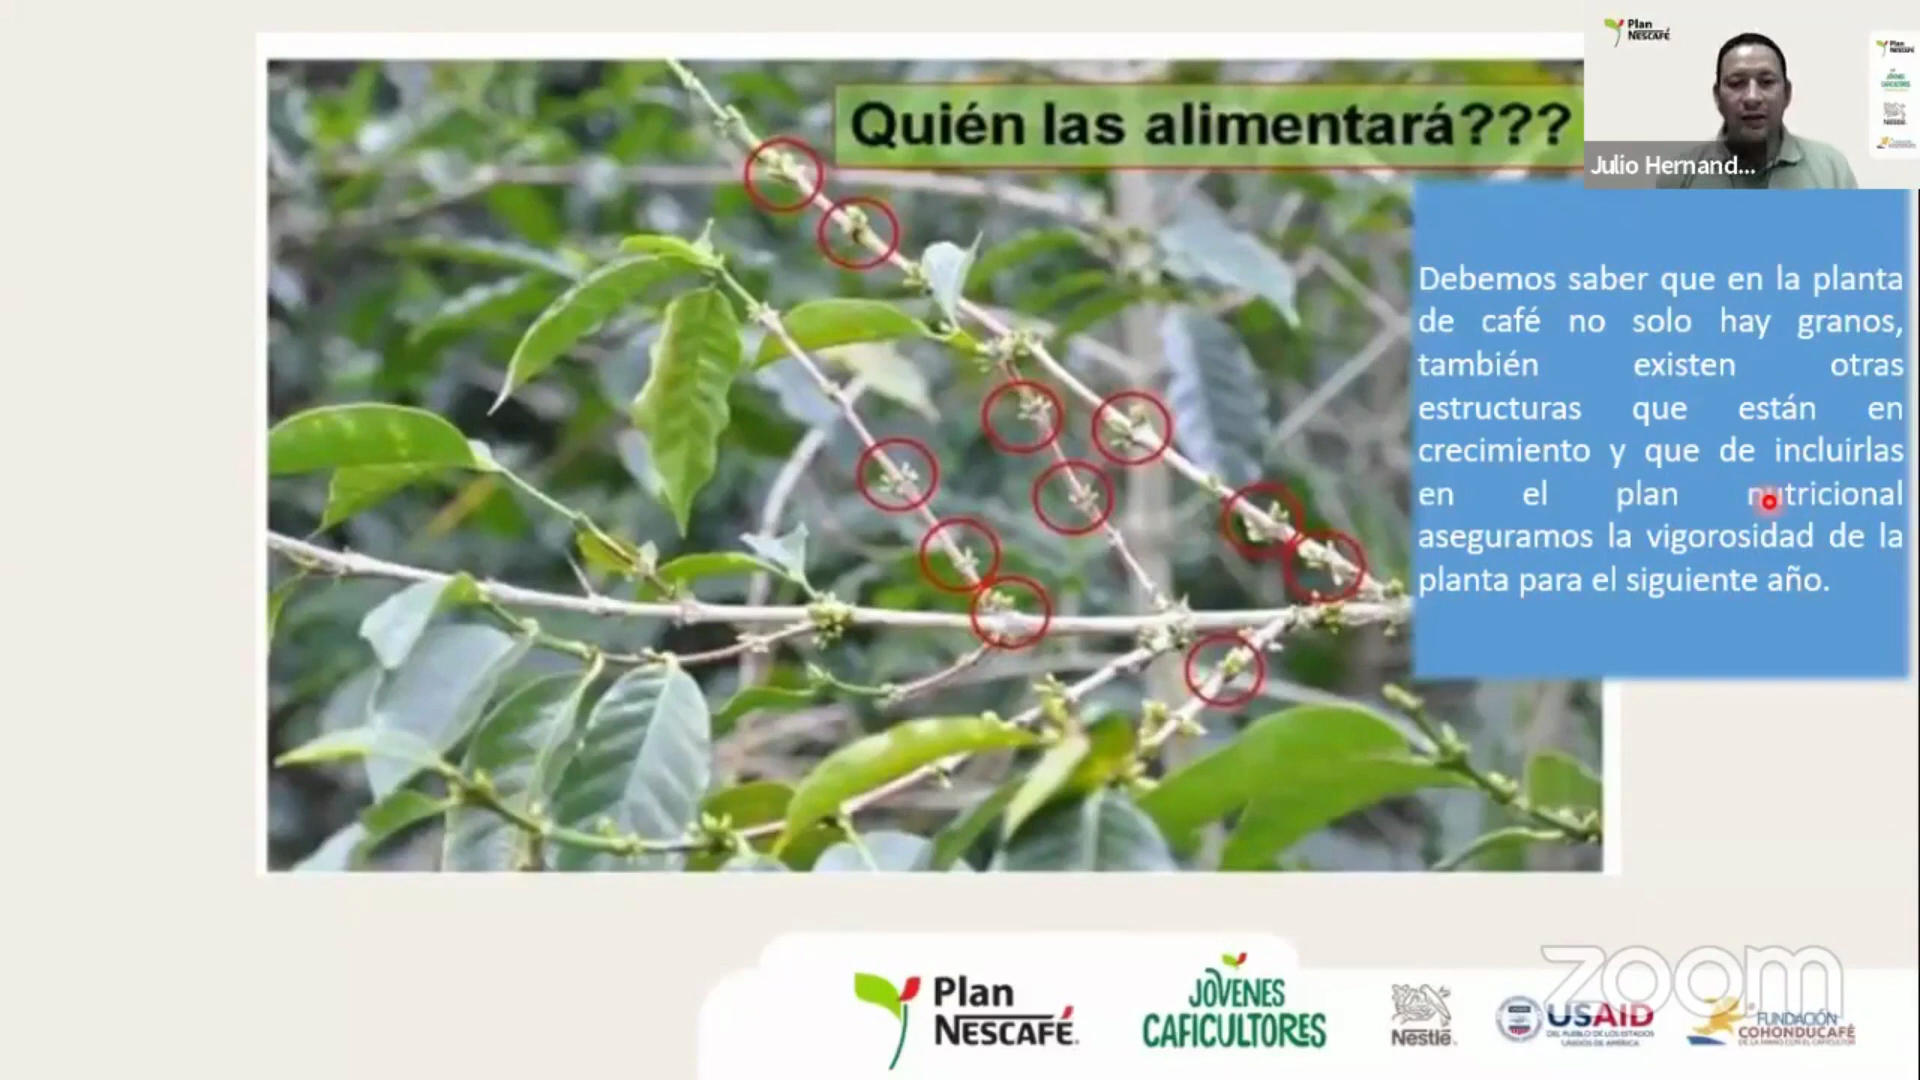 Quién las alimentará???
Plan
NESCAFÉ
Julio Hernand...
Debemos saber que en la planta
de café no solo hay granos,
también existen otras
estructuras que están en
crecimiento y que de incluirlas
en el plan nutricional
aseguramos la vigorosidad de la
planta para el siguiente año.
Plan
NESCAFÉ
JÓVENES
CAFICULTORES
Nestlé
USAID
DEL PUEBLO DE LOS ESTADOS
UNIDOS DE AMÉRICA
FUNDACIÓN
COHONDUCAFÉ
DE LA MANO CON EL CAFICULTOR
zoom